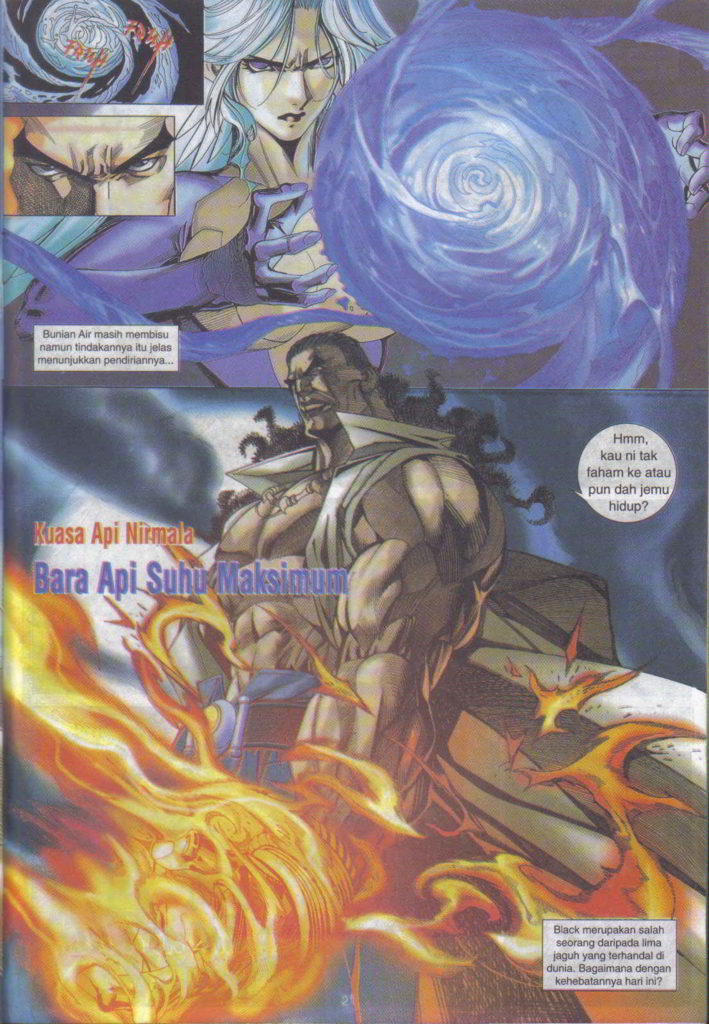 FATSH
FATSH
Bunian Air masih membisu
namun tindakannya itu jelas
menunjukkan pendiriannya...
Hmm,
kau ni tak
faham ke atau
pun dah jemu
hidup?
Kuasa Api Nirmala
Bara Api Suhu Maksimum
Black merupakan salah
seorang daripada lima
jaguh yang terhandal di
dunia. Bagaimana dengan
kehebatannya hari ini?